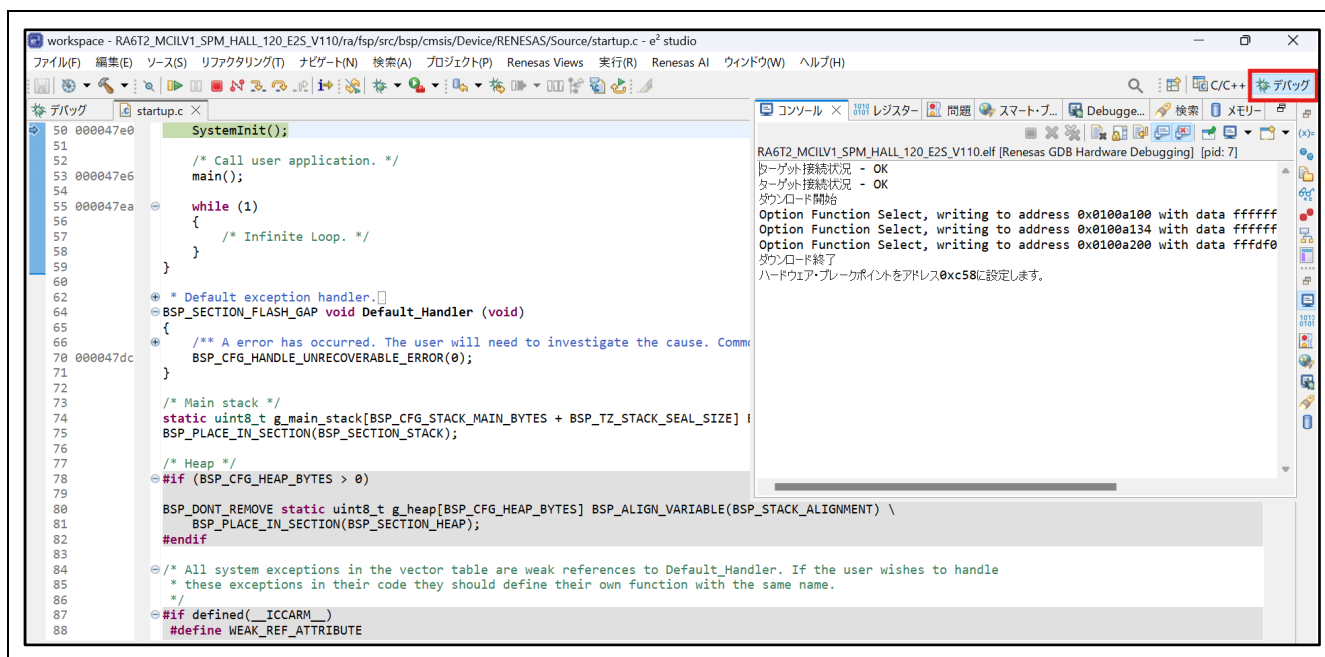 workspace - RA6T2_MCILV1_SPM_HALL_120_E2S_V110/ra/fsp/src/bsp/cmsis/Device/RENESAS/Source/startup.c - e² studio
ファイル(F) 編集(E) ソース(S) リファクタリング(T) ナビゲート(N) 検索(A) プロジェクト(P) Renesas Views 実行(R) Renesas AI ウィンドウ(W) ヘルプ(H)
C/C++ デバッグ
デバッグ startup.c
50 000047e0 SystemInit();
51
52 /* Call user application. */
53 000047e6 main();
54
55 000047ea while (1)
56 {
57 /* Infinite Loop. */
58 }
59 }
60
62 * Default exception handler.
64 BSP_SECTION_FLASH_GAP void Default_Handler (void)
65 {
66 /** A error has occurred. The user will need to investigate the cause. Commo
70 000047dc BSP_CFG_HANDLE_UNRECOVERABLE_ERROR(0);
71 }
72
73 /* Main stack */
74 static uint8_t g_main_stack[BSP_CFG_STACK_MAIN_BYTES + BSP_TZ_STACK_SEAL_SIZE]
75 BSP_PLACE_IN_SECTION(BSP_SECTION_STACK);
76
77 /* Heap */
78 #if (BSP_CFG_HEAP_BYTES > 0)
79
80 BSP_DONT_REMOVE static uint8_t g_heap[BSP_CFG_HEAP_BYTES] BSP_ALIGN_VARIABLE(BSP_STACK_ALIGNMENT) \
81 BSP_PLACE_IN_SECTION(BSP_SECTION_HEAP);
82 #endif
83
84 /* All system exceptions in the vector table are weak references to Default_Handler. If the user wishes to handle
85 * these exceptions in their code they should define their own function with the same name.
86 */
87 #if defined(__ICCARM__)
88 #define WEAK_REF_ATTRIBUTE
コンソール レジスター 問題 スマート・ブ... Debugge... 検索 メモリー
RA6T2_MCILV1_SPM_HALL_120_E2S_V110.elf [Renesas GDB Hardware Debugging] [pid: 7]
ターゲット接続状況 - OK
ターゲット接続状況 - OK
ダウンロード開始
Option Function Select, writing to address 0x0100a100 with data ffffff
Option Function Select, writing to address 0x0100a134 with data ffffff
Option Function Select, writing to address 0x0100a200 with data fffdf0
ダウンロード終了
ハードウェア・ブレークポイントをアドレス0xc58に設定します。